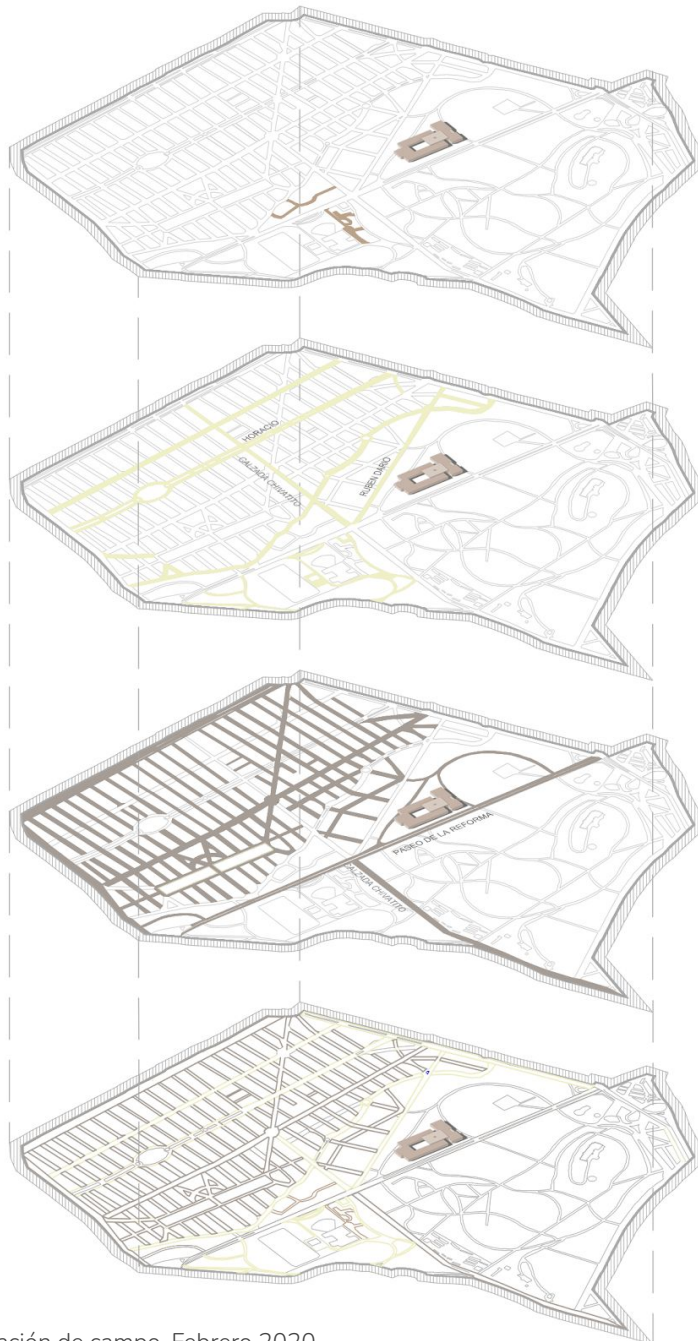 HORACIO
CALZADA CHIVATITO
RUBEN DARIO
PASEO DE LA REFORMA
CALZADA CHIVATITO
ación de campo. Febrero 2020